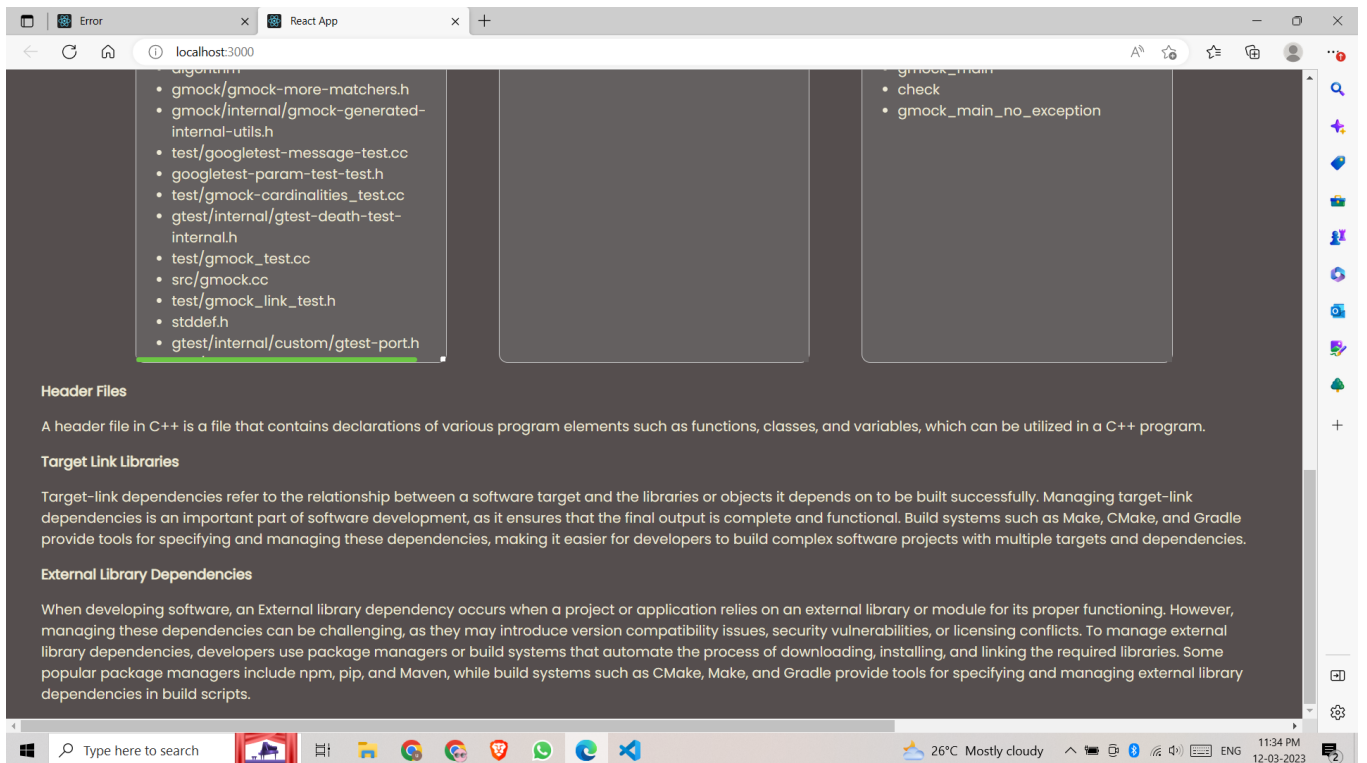 Error
React App
localhost:3000
algorithm
• gmock/gmock-more-matchers.h
• gmock/internal/gmock-generated-
internal-utils.h
• test/googletest-message-test.cc
• googletest-param-test-test.h
• test/gmock-cardinalities_test.cc
• gtest/internal/gtest-death-test-
internal.h
• test/gmock_test.cc
• src/gmock.cc
• test/gmock_link_test.h
• stddef.h
• gtest/internal/custom/gtest-port.h
gmock_main
• check
• gmock_main_no_exception
Header Files
A header file in C++ is a file that contains declarations of various program elements such as functions, classes, and variables, which can be utilized in a C++ program.
Target Link Libraries
Target-link dependencies refer to the relationship between a software target and the libraries or objects it depends on to be built successfully. Managing target-link
dependencies is an important part of software development, as it ensures that the final output is complete and functional. Build systems such as Make, CMake, and Gradle
provide tools for specifying and managing these dependencies, making it easier for developers to build complex software projects with multiple targets and dependencies.
External Library Dependencies
When developing software, an External library dependency occurs when a project or application relies on an external library or module for its proper functioning. However,
managing these dependencies can be challenging, as they may introduce version compatibility issues, security vulnerabilities, or licensing conflicts. To manage external
library dependencies, developers use package managers or build systems that automate the process of downloading, installing, and linking the required libraries. Some
popular package managers include npm, pip, and Maven, while build systems such as CMake, Make, and Gradle provide tools for specifying and managing external library
dependencies in build scripts.
Type here to search
26°C Mostly cloudy
ENG
11:34 PM
12-03-2023